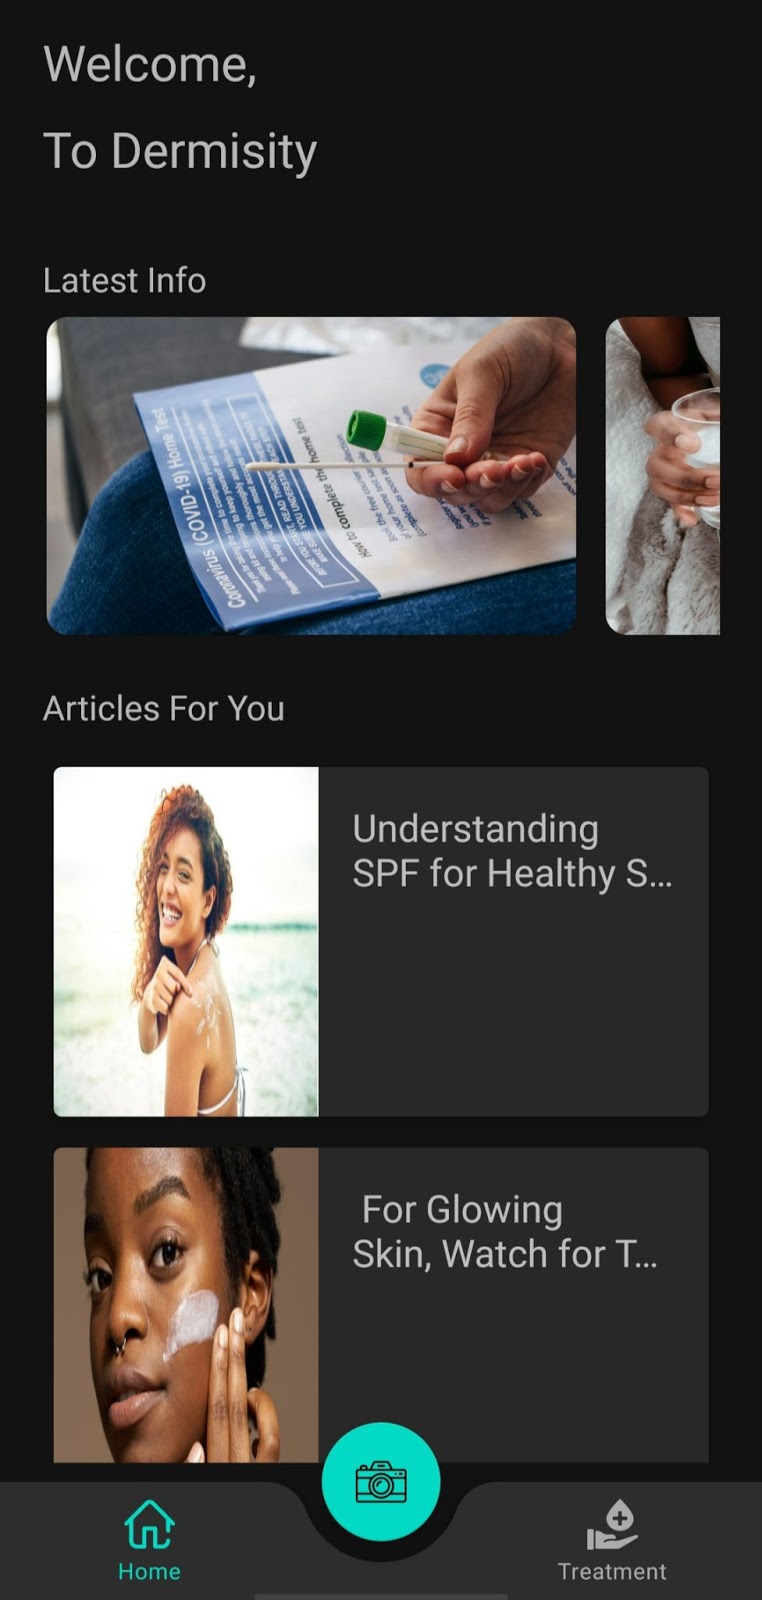 Welcome,
To Dermisity
Latest Info
Coronavirus (COVID-19) Home Test
How to complete the home test
Articles For You
Understanding
SPF for Healthy S...
For Glowing
Skin, Watch for T...
Home
Treatment